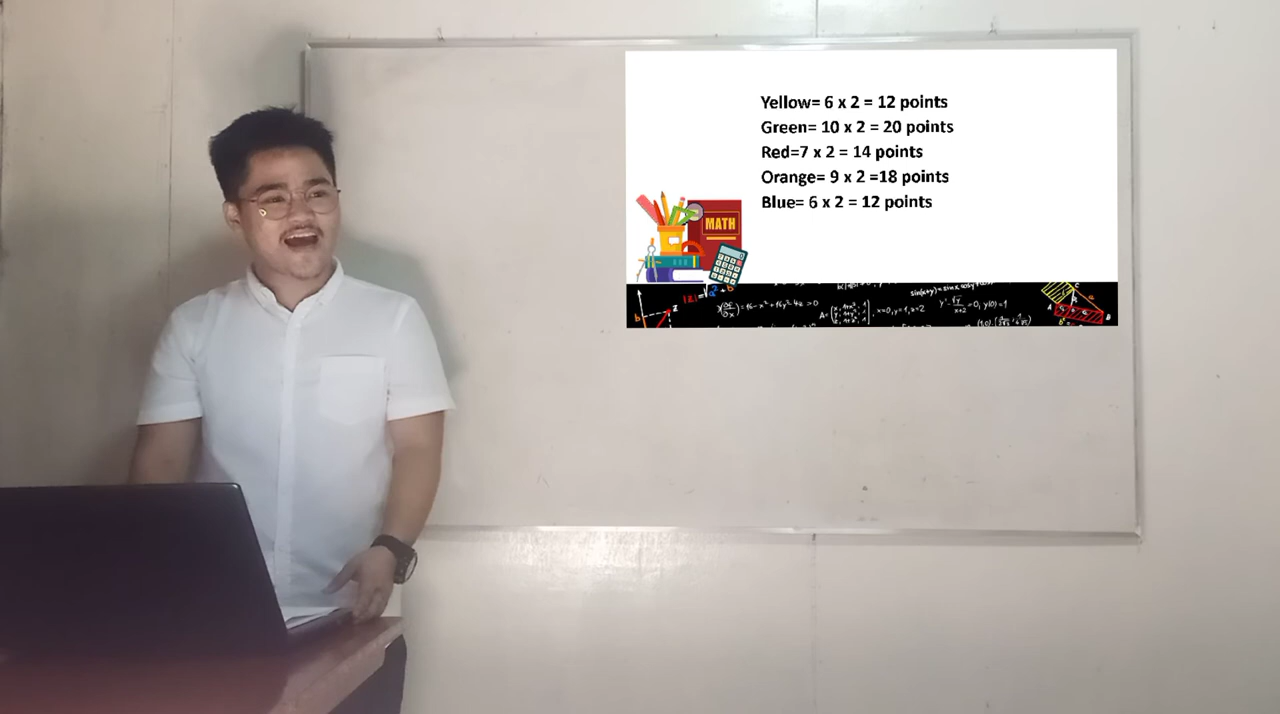 Yellow= 6 x 2 = 12 points
Green= 10 x 2 = 20 points
Red=7 x 2 = 14 points
Orange= 9 x 2 =18 points
Blue= 6 x 2 = 12 points
MATH